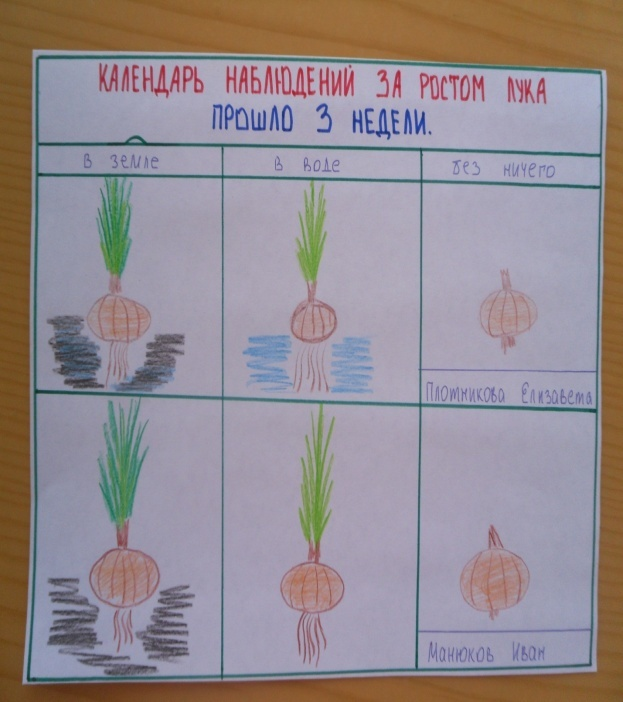 КАЛЕНДАРЬ НАБЛЮДЕНИЙ ЗА РОСТОМ ЛУКА
ПРОШЛО 3 НЕДЕЛИ.
в земле
в воде
без ничего
Плотникова Елизавета
Манюков Иван